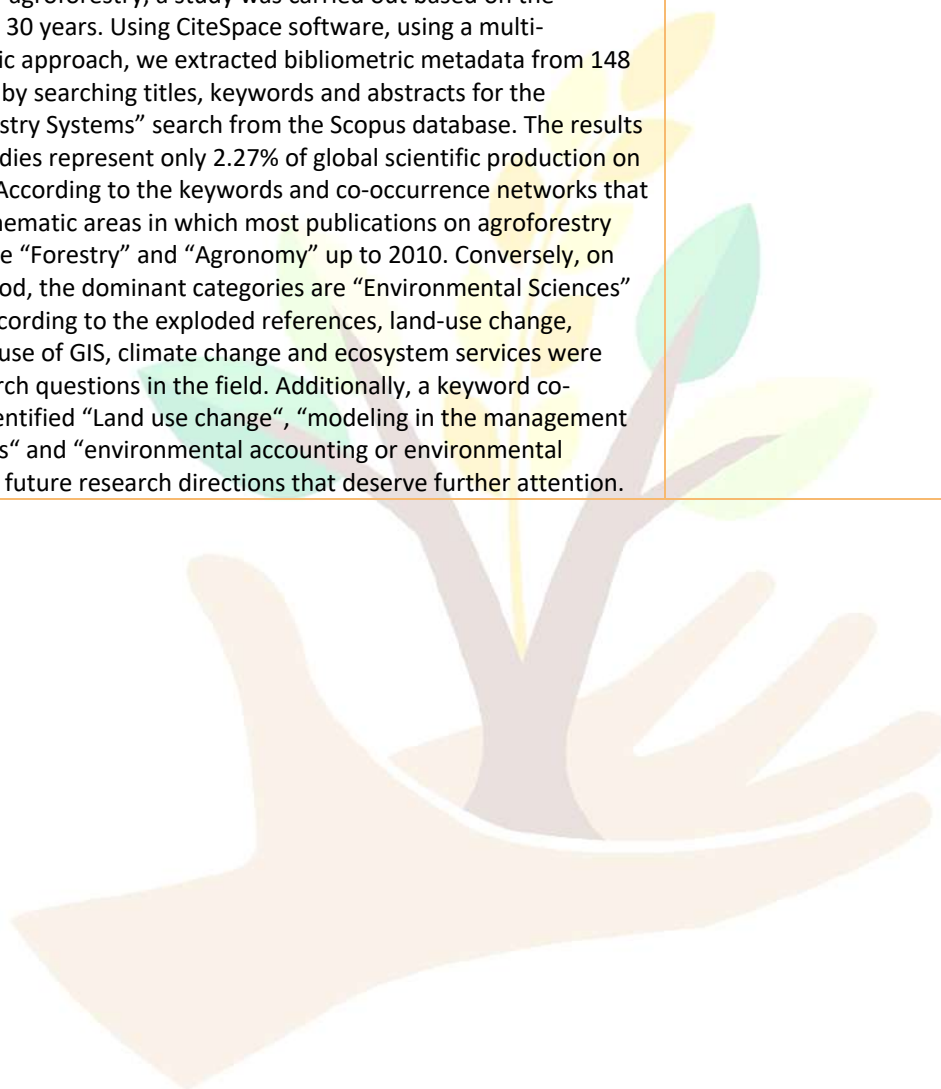 agroforestry, a study was carried out based on the
30 years. Using CiteSpace software, using a multi-
ic approach, we extracted bibliometric metadata from 148
by searching titles, keywords and abstracts for the
stry Systems” search from the Scopus database. The results
dies represent only 2.27% of global scientific production on
According to the keywords and co-occurrence networks that
nematic areas in which most publications on agroforestry
e “Forestry” and “Agronomy” up to 2010. Conversely, on
od, the dominant categories are “Environmental Sciences”
ccording to the exploded references, land-use change,
use of GIS, climate change and ecosystem services were
rch questions in the field. Additionally, a keyword co-
entified “Land use change“, “modeling in the management
s“ and “environmental accounting or environmental
future research directions that deserve further attention.